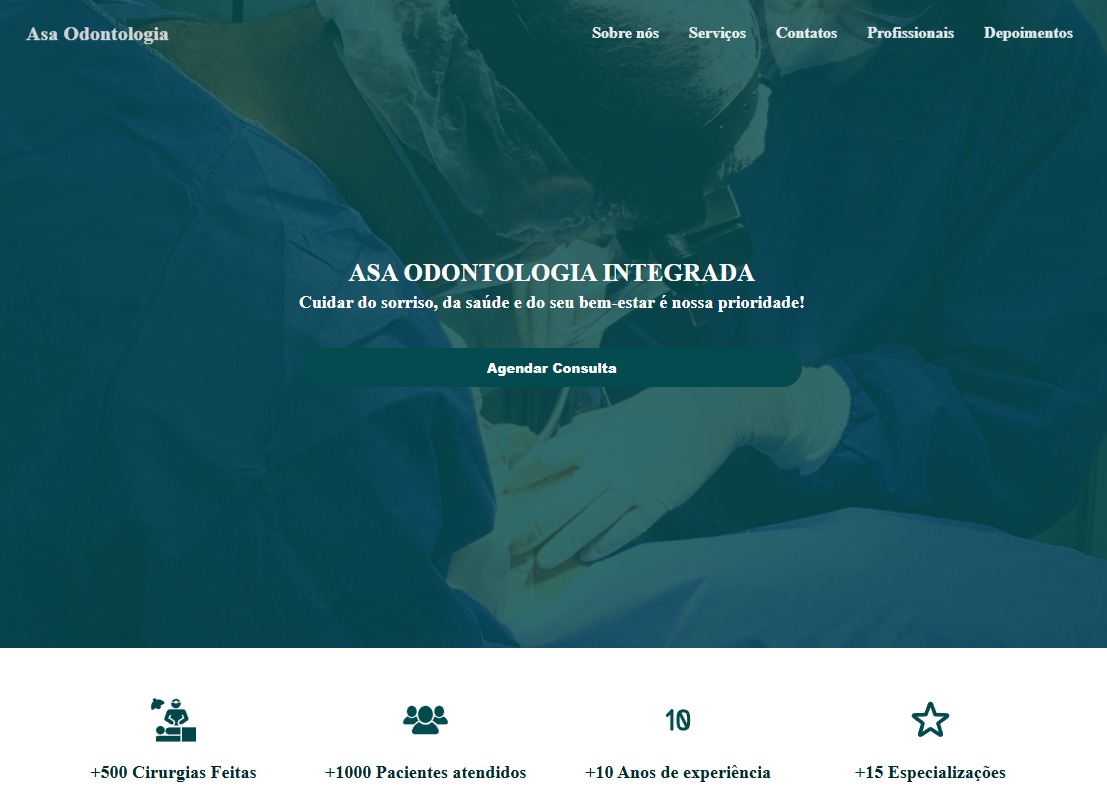 Asa Odontologia
Sobre nós Serviços Contatos Profissionais Depoimentos
ASA ODONTOLOGIA INTEGRADA
Cuidar do sorriso, da saúde e do seu bem-estar é nossa prioridade!
Agendar Consulta
10
+500 Cirurgias Feitas +1000 Pacientes atendidos +10 Anos de experiência +15 Especializações